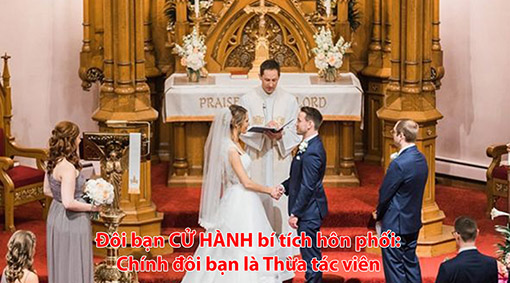 PRAISE
LORD
Đôi bạn CỬ HÀNH bí tích hôn phối:
Chính đôi bạn là Thừa tác viên